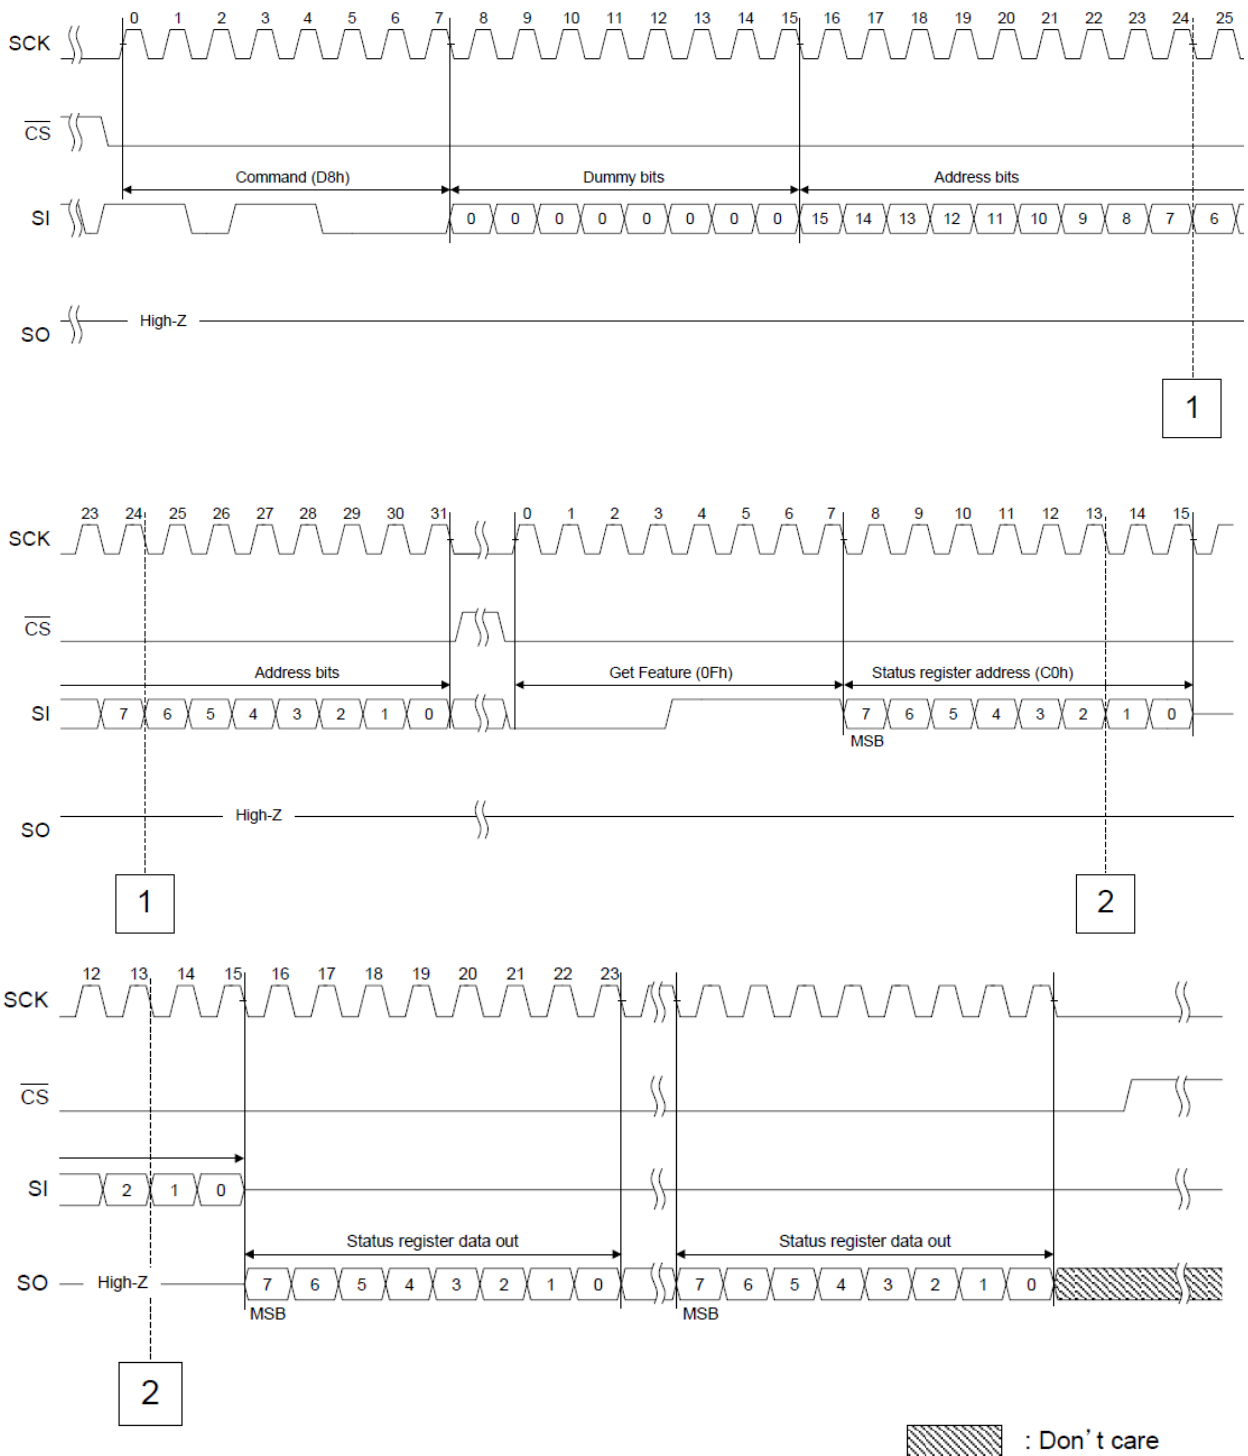 0 1 2 3 4 5 6 7 8 9 10 11 12 13 14 15 16 17 18 19 20 21 22 23 24 25
SCK
CS
Command (D8h) Dummy bits Address bits
SI 0 0 0 0 0 0 0 0 15 14 13 12 11 10 9 8 7 6
High-Z
SO
1
23 24 25 26 27 28 29 30 31 0 1 2 3 4 5 6 7 8 9 10 11 12 13 14 15
SCK
CS
Address bits Get Feature (0Fh) Status register address (C0h)
SI 7 6 5 4 3 2 1 0 7 6 5 4 3 2 1 0
MSB
High-Z
SO
1 2
12 13 14 15 16 17 18 19 20 21 22 23
SCK
CS
SI 2 1 0
Status register data out Status register data out
SO High-Z 7 6 5 4 3 2 1 0 7 6 5 4 3 2 1 0
MSB MSB
2
: Don't care